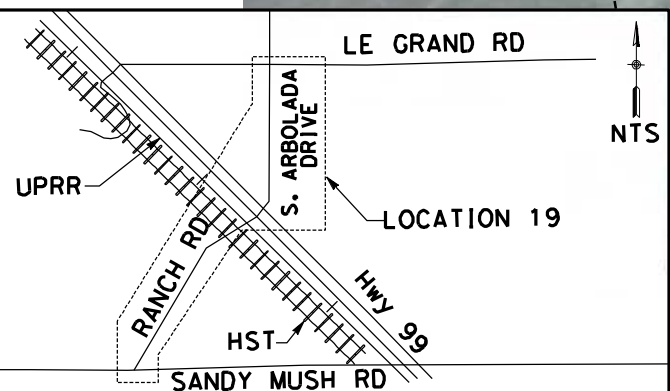 LE GRAND RD
NTS
S. ARBOLADA
DRIVE
UPRR
LOCATION 19
RANCH RD
Hwy 99
HST
SANDY MUSH RD